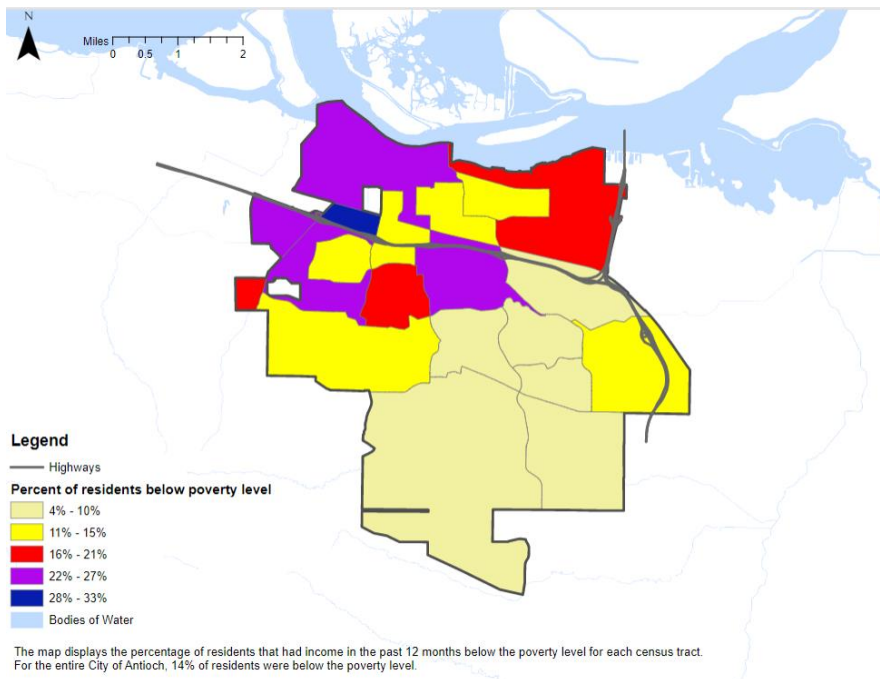 N
Miles
0 0.5 1 2
Legend
Highways
Percent of residents below poverty level
4% - 10%
11% - 15%
16% - 21%
22% - 27%
28% - 33%
Bodies of Water
The map displays the percentage of residents that had income in the past 12 months below the poverty level for each census tract.
For the entire City of Antioch, 14% of residents were below the poverty level.